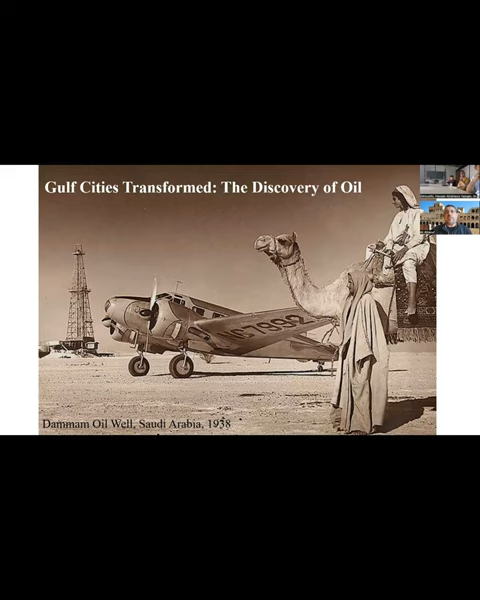 Gulf Cities Transformed: The Discovery of Oil
Dammam Oil Well, Saudi Arabia, 1938